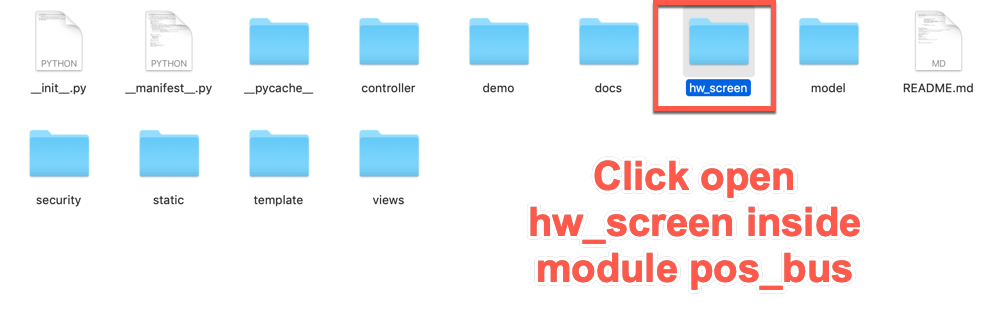 PYTHON
PYTHON
MD
__init__.py
__manifest__.py
__pycache__
controller
demo
docs
hw_screen
model
README.md
security
static
template
views
Click open
hw_screen inside
module pos_bus